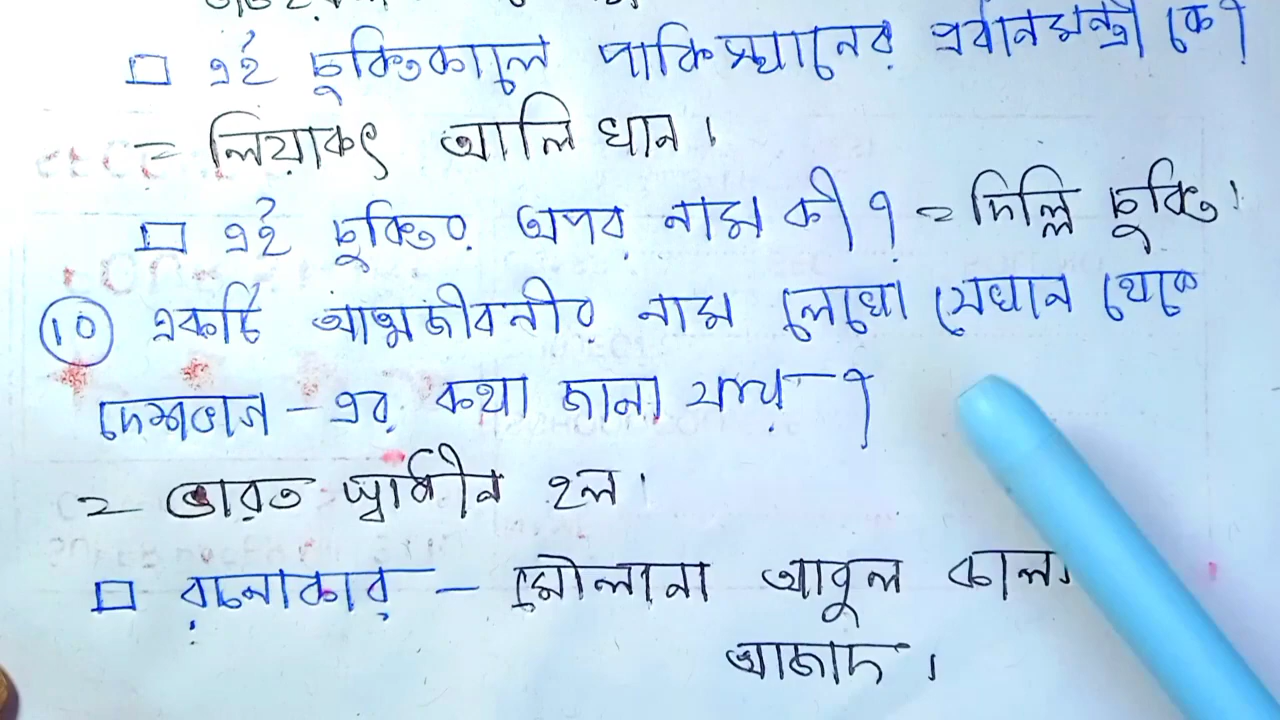 □ এই চুক্তিকালে পাকিস্থানের প্রধানমন্ত্রী কে?
= লিয়াকৎ আলি খান।
□ এই চুক্তির অপর নাম কী? = দিল্লি চুক্তি।
10 একটি আত্মজীবনীর নাম লেখো যেখান থেকে
দেশভাগ-এর কথা জানা যায়-?
= ভারত স্বাধীন হল।
□ রচনাকার - মৌলানা আবুল কালা
আজাদ।